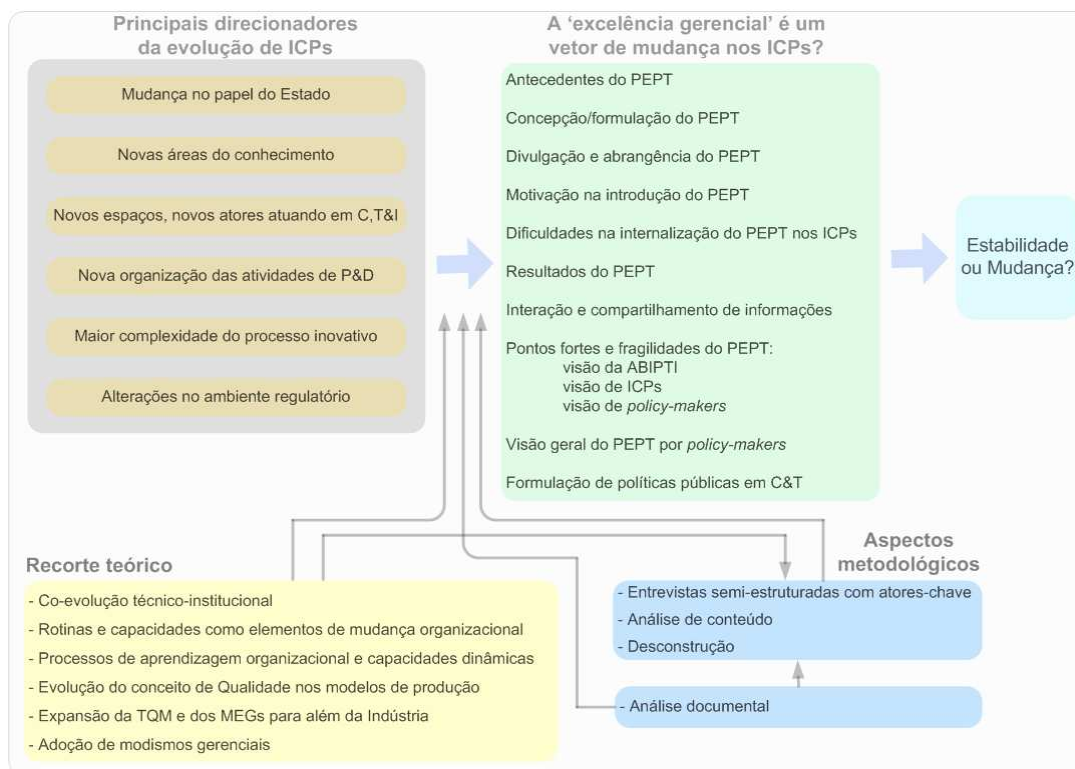 Principais direcionadores
da evolução de ICPs
Mudança no papel do Estado
Novas áreas do conhecimento
Novos espaços, novos atores atuando em C,T&I
Nova organização das atividades de P&D
Maior complexidade do processo inovativo
Alterações no ambiente regulatório
A ‘excelência gerencial’ é um
vetor de mudança nos ICPs?
Antecedentes do PEPT
Concepção/formulação do PEPT
Divulgação e abrangência do PEPT
Motivação na introdução do PEPT
Dificuldades na internalização do PEPT nos ICPs
Resultados do PEPT
Interação e compartilhamento de informações
Pontos fortes e fragilidades do PEPT:
visão da ABIPTI
visão de ICPs
visão de policy-makers
Visão geral do PEPT por policy-makers
Formulação de políticas públicas em C&T
Estabilidade
ou Mudança?
Recorte teórico
- Co-evolução técnico-institucional
- Rotinas e capacidades como elementos de mudança organizacional
- Processos de aprendizagem organizacional e capacidades dinâmicas
- Evolução do conceito de Qualidade nos modelos de produção
- Expansão da TQM e dos MEGs para além da Indústria
- Adoção de modismos gerenciais
Aspectos
metodológicos
- Entrevistas semi-estruturadas com atores-chave
- Análise de conteúdo
- Desconstrução
- Análise documental